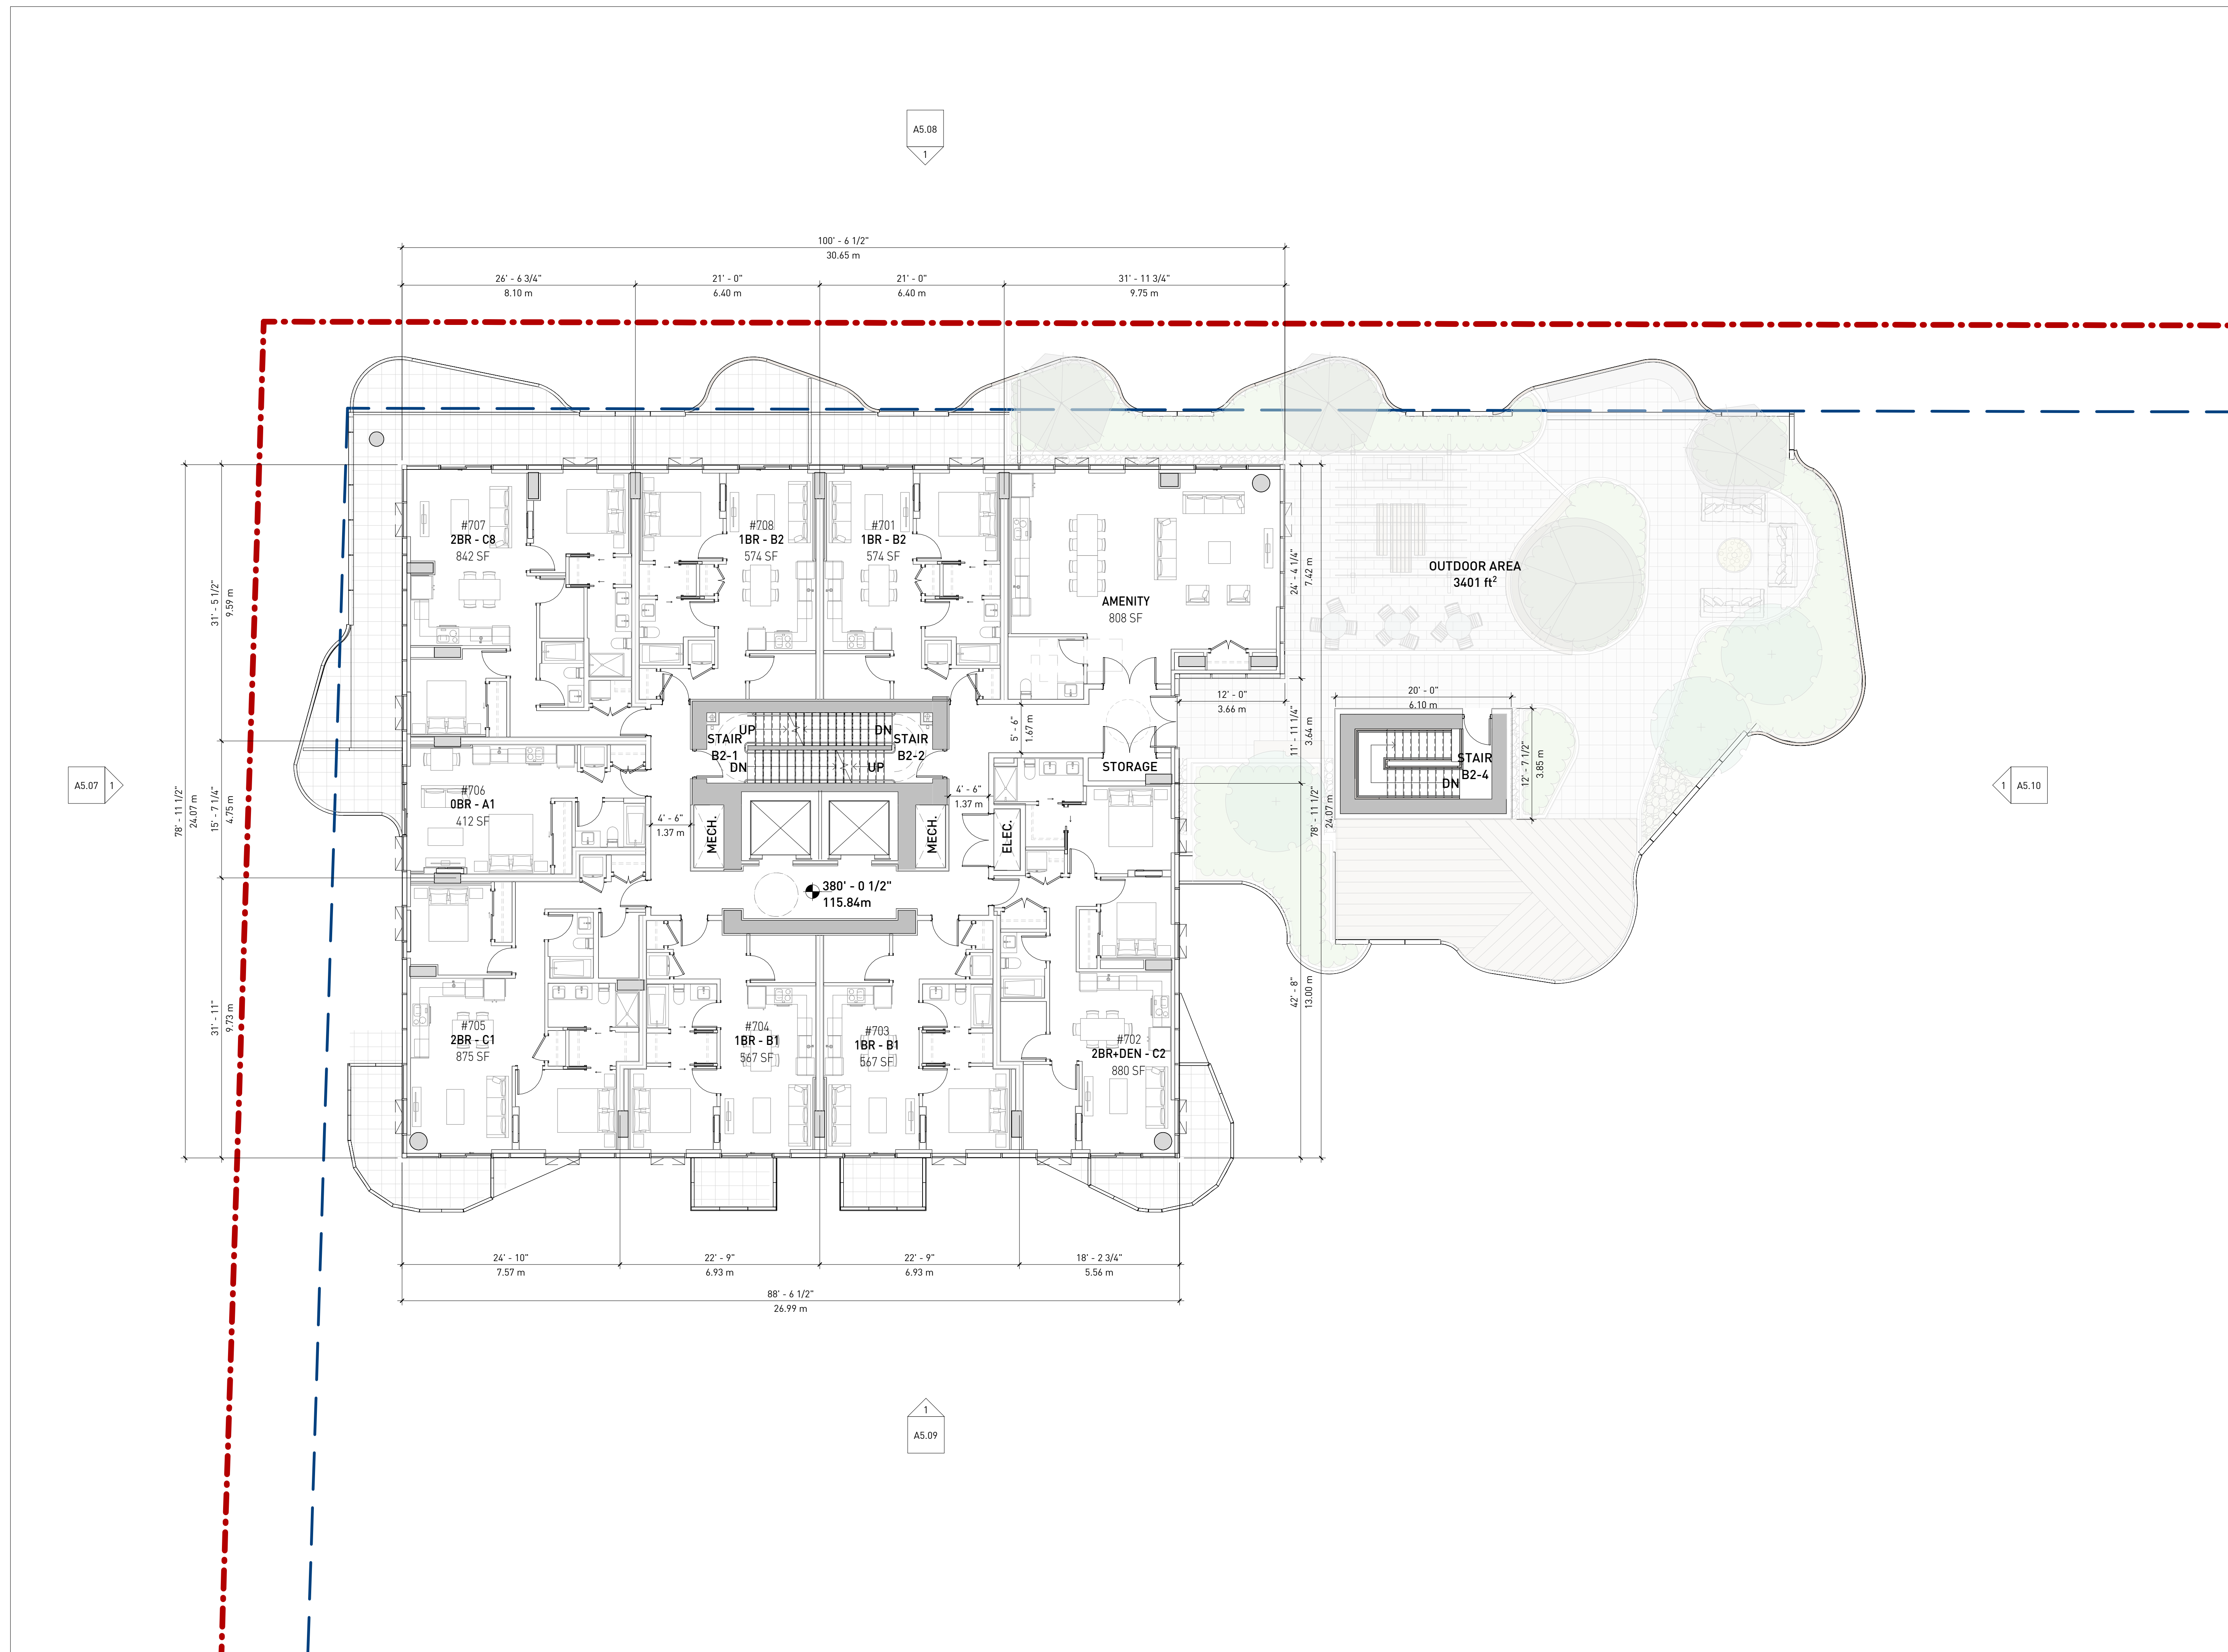 A5.08
1
100' - 6 1/2"
30.65 m
26' - 6 3/4"
8.10 m
21' - 0"
6.40 m
21' - 0"
6.40 m
31' - 11 3/4"
9.75 m
#707
2BR - C8
842 SF
#708
1BR - B2
574 SF
#701
1BR - B2
574 SF
AMENITY
808 SF
OUTDOOR AREA
3401 ft²
24' - 4 1/4"
7.42 m
31' - 5 1/2"
9.59 m
12' - 0"
3.66 m
20' - 0"
6.10 m
5' - 6"
1.67 m
11' - 11 1/4"
3.64 m
12' - 7 1/2"
3.85 m
UP
STAIR
B2-1
DN
DN
STAIR
B2-2
UP
STORAGE
STAIR
B2-4
DN
A5.07
1
78' - 11 1/2"
24.07 m
15' - 7 1/4"
4.75 m
#706
0BR - A1
412 SF
4' - 6"
1.37 m
MECH.
MECH.
4' - 6"
1.37 m
ELEC.
78' - 11 1/2"
24.07 m
1
A5.10
380' - 0 1/2"
115.84m
31' - 11"
9.73 m
42' - 8"
13.00 m
#705
2BR - C1
875 SF
#704
1BR - B1
567 SF
#703
1BR - B1
567 SF
#702
2BR+DEN - C2
880 SF
24' - 10"
7.57 m
22' - 9"
6.93 m
22' - 9"
6.93 m
18' - 2 3/4"
5.56 m
88' - 6 1/2"
26.99 m
1
A5.09